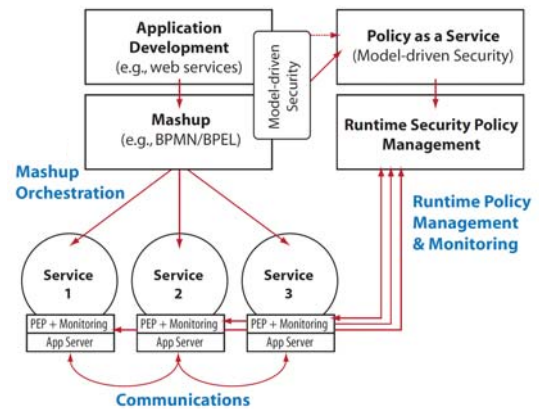 Application
Development
(e.g., web services)
Model-driven
Security
Policy as a Service
(Model-driven Security)
Mashup
(e.g., BPMN/BPEL)
Runtime Security Policy
Management
Mashup
Orchestration
Runtime Policy
Management
& Monitoring
Service
1
Service
2
Service
3
PEP + Monitoring
PEP + Monitoring
PEP + Monitoring
App Server
App Server
App Server
Communications